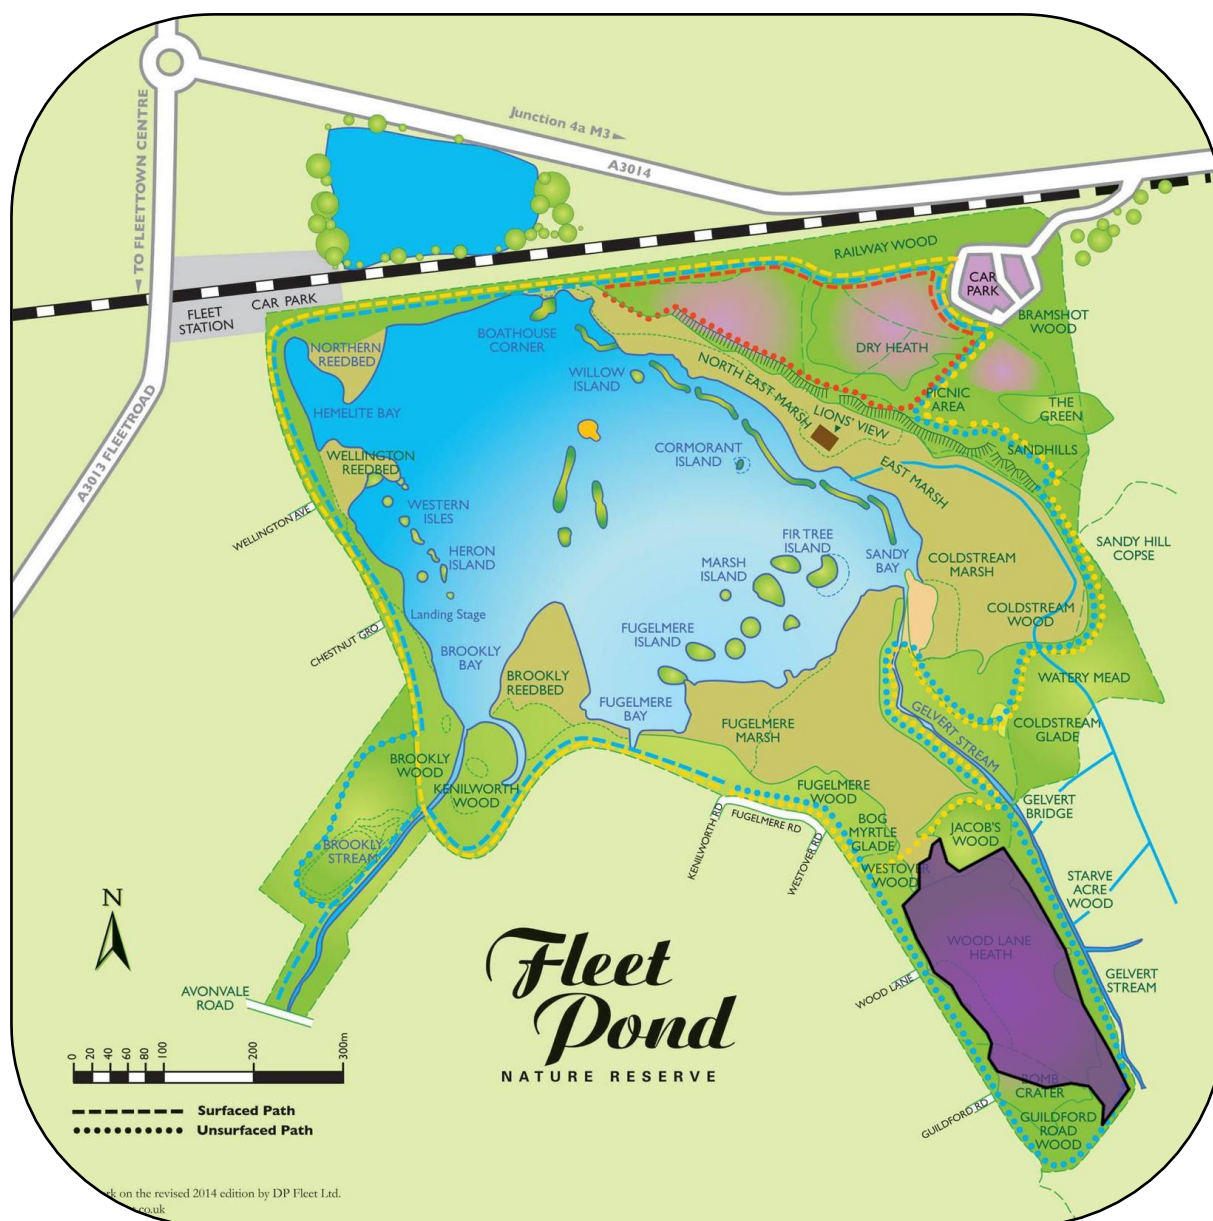 Junction 4a M3
A3014
TO FLEETTOWN CENTRE
RAILWAY WOOD
CAR
PARK
CAR PARK
FLEET
STATION
BRAMSHOT
WOOD
BOATHOUSE
CORNER
NORTHERN
REEDBED
DRY HEATH
NORTH EAST MARSH
WILLOW
ISLAND
PICNIC
AREA
THE
GREEN
HEMELITE BAY
LIONS' VIEW
A3013 FLEETROAD
WELLINGTON
REEDBED
CORMORANT
ISLAND
SANDHILLS
EAST MARSH
WESTERN
ISLES
WELLINGTON AVE
FIR TREE
ISLAND
SANDY HILL
COPSE
HERON
ISLAND
MARSH
ISLAND
SANDY
BAY
COLDSTREAM
MARSH
Landing Stage
COLDSTREAM
WOOD
CHESTNUT GRO
FUGELMERE
ISLAND
BROOKLY
BAY
BROOKLY
REEDBED
WATERY MEAD
FUGELMERE
BAY
FUGELMERE
MARSH
GELVERT STREAM
COLDSTREAM
GLADE
BROOKLY
WOOD
KENILWORTH
WOOD
FUGELMERE
WOOD
GELVERT
BRIDGE
KENILWORTH RD
FUGELMERE RD
WESTOVER RD
BOG
MYRTLE
GLADE
JACOB'S
WOOD
BROOKLY
STREAM
WESTOVER
WOOD
STARVE
ACRE
WOOD
N
WOOD LANE
HEATH
Fleet
Pond
NATURE RESERVE
WOOD LANE
GELVERT
STREAM
AVONVALE
ROAD
0 20 40 60 80 100 200 300m
BOMB
CRATER
GUILDFORD RD
GUILDFORD
ROAD
WOOD
Surfaced Path
Unsurfaced Path
on the revised 2014 edition by DP Fleet Ltd.
.co.uk